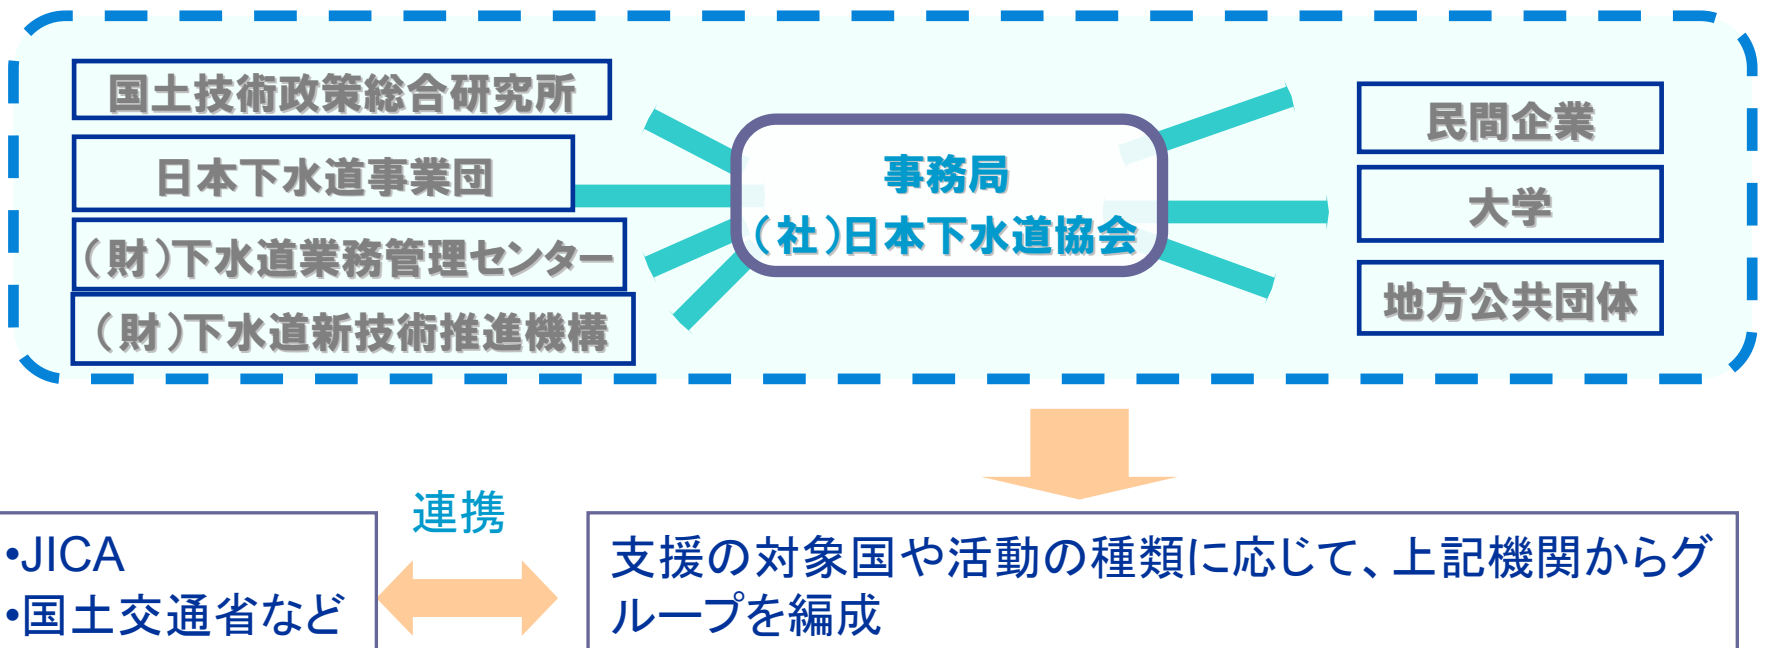 国土技術政策総合研究所
日本下水道事業団
（財）下水道業務管理センター
（財）下水道新技術推進機構
事務局
（社）日本下水道協会
民間企業
大学
地方公共団体
連携
•JICA
•国土交通省など
支援の対象国や活動の種類に応じて、上記機関からグ
ループを編成